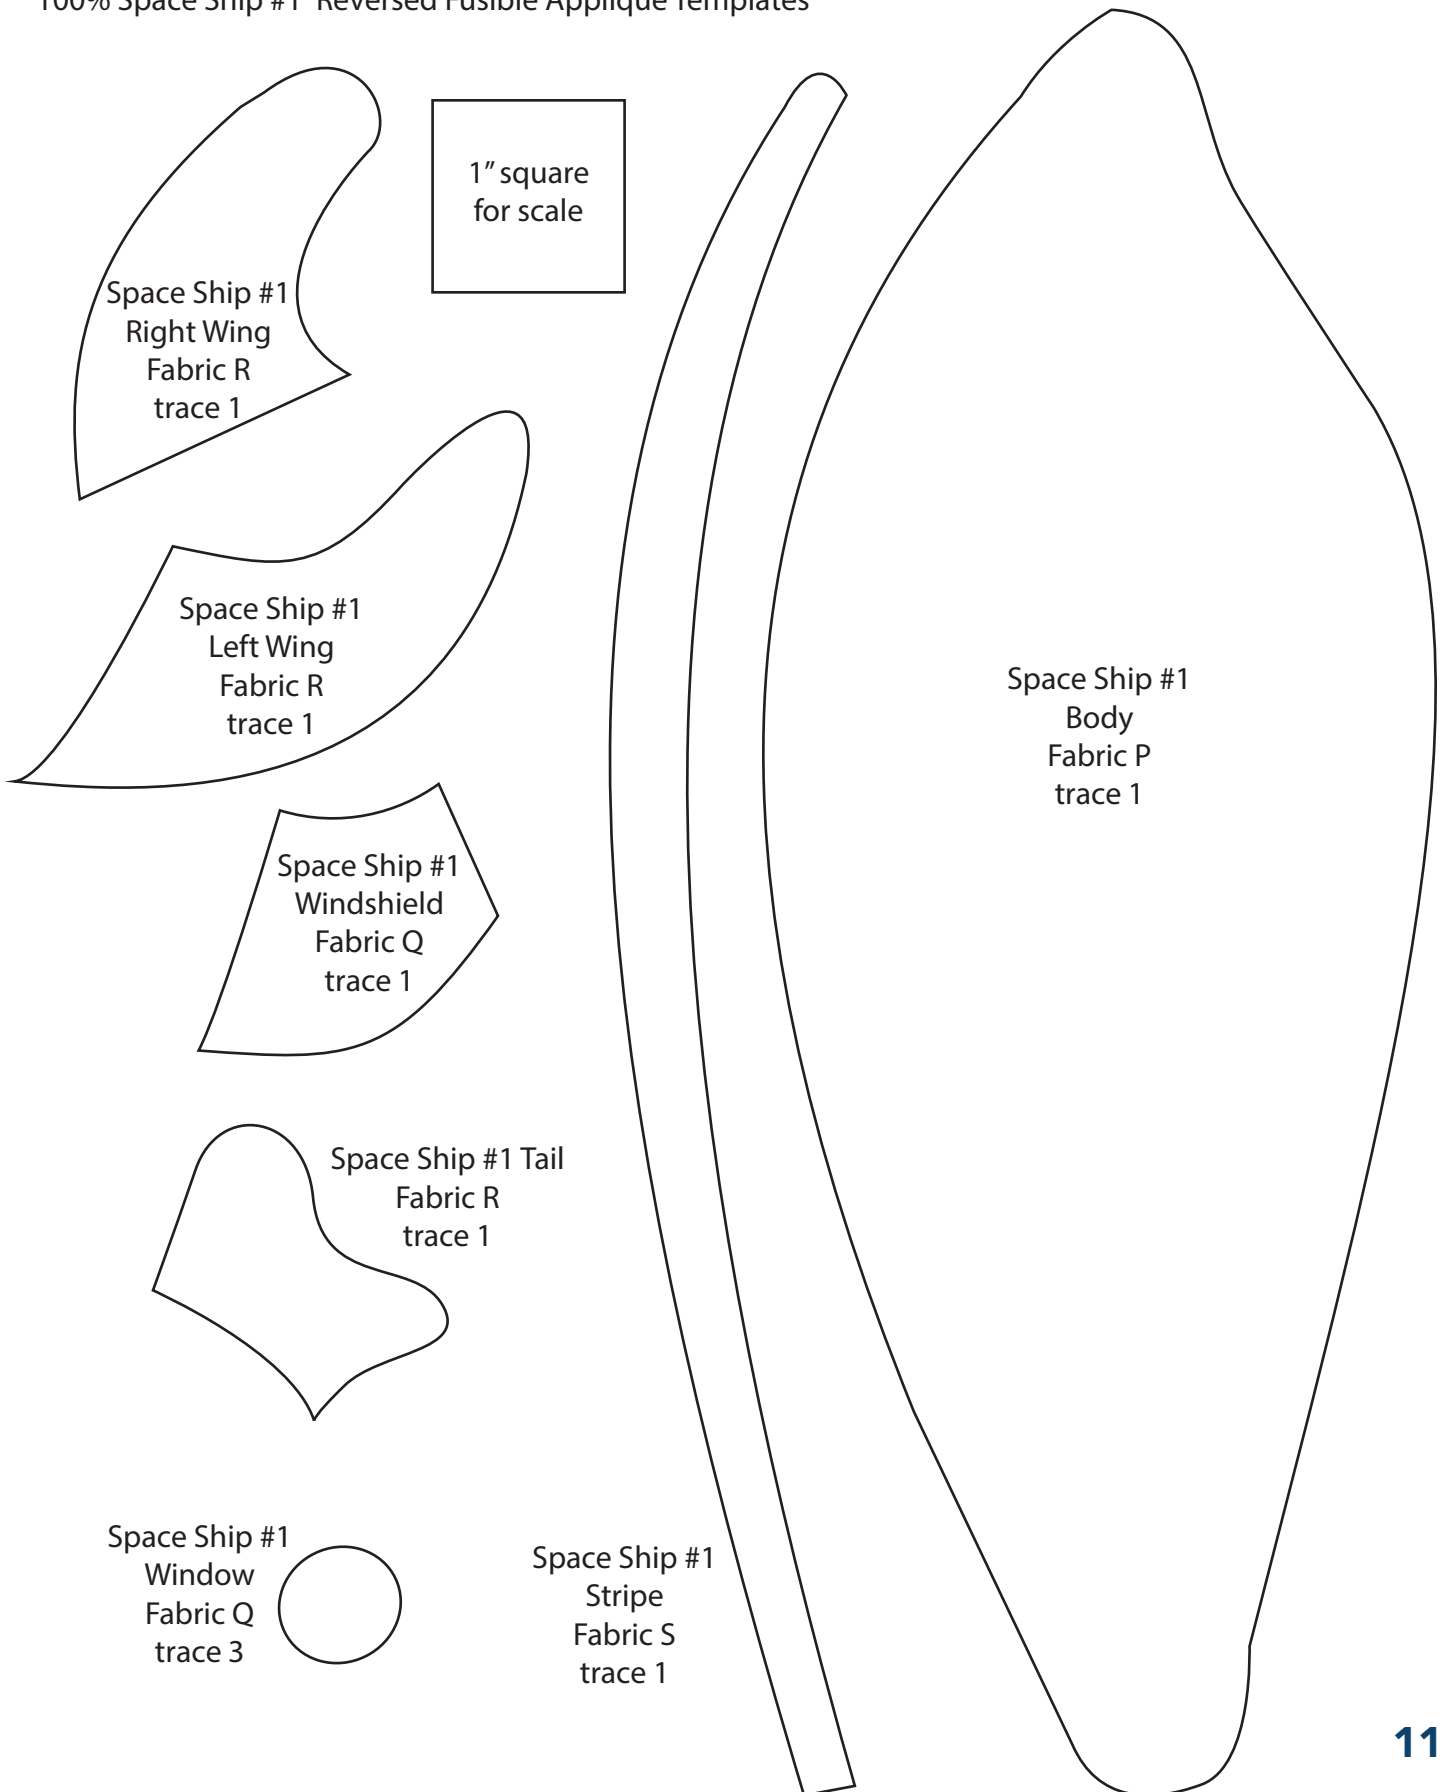 100% Space Ship #1 Reversed Fusible Applique Templates
1" square
for scale
Space Ship #1
Right Wing
Fabric R
trace 1
Space Ship #1
Left Wing
Fabric R
trace 1
Space Ship #1
Body
Fabric P
trace 1
Space Ship #1
Windshield
Fabric Q
trace 1
Space Ship #1 Tail
Fabric R
trace 1
Space Ship #1
Window
Fabric Q
trace 3
Space Ship #1
Stripe
Fabric S
trace 1
11